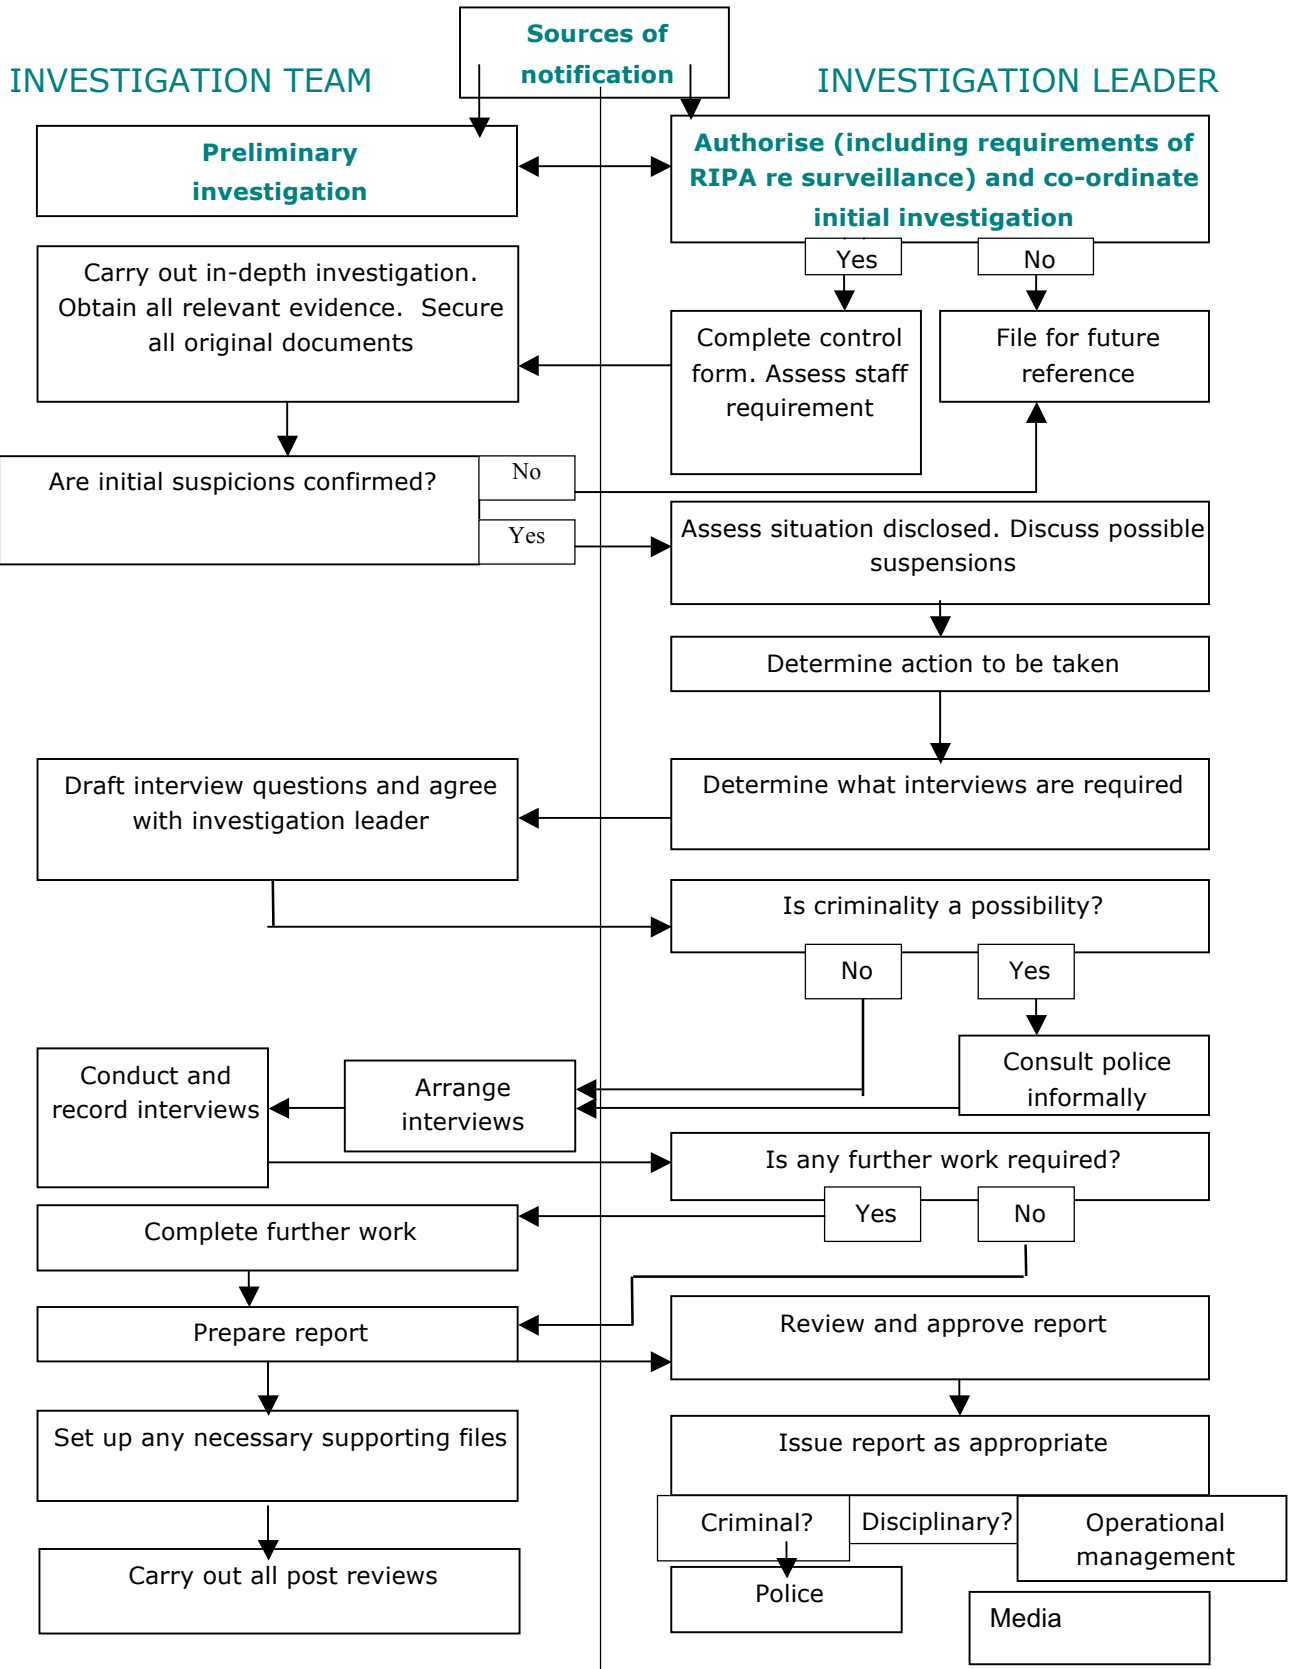 Sources of
notification
INVESTIGATION TEAM
INVESTIGATION LEADER
Preliminary
investigation
Authorise (including requirements of
RIPA re surveillance) and co-ordinate
initial investigation
Yes
No
Carry out in-depth investigation.
Obtain all relevant evidence.  Secure
all original documents
Complete control
form. Assess staff
requirement
File for future
reference
Are initial suspicions confirmed?
No
Yes
Assess situation disclosed. Discuss possible
suspensions
Determine action to be taken
Draft interview questions and agree
with investigation leader
Determine what interviews are required
Is criminality a possibility?
No
Yes
Conduct and
record interviews
Arrange
interviews
Consult police
informally
Is any further work required?
Yes
No
Complete further work
Prepare report
Review and approve report
Set up any necessary supporting files
Issue report as appropriate
Criminal?
Disciplinary?
Operational
management
Carry out all post reviews
Police
Media